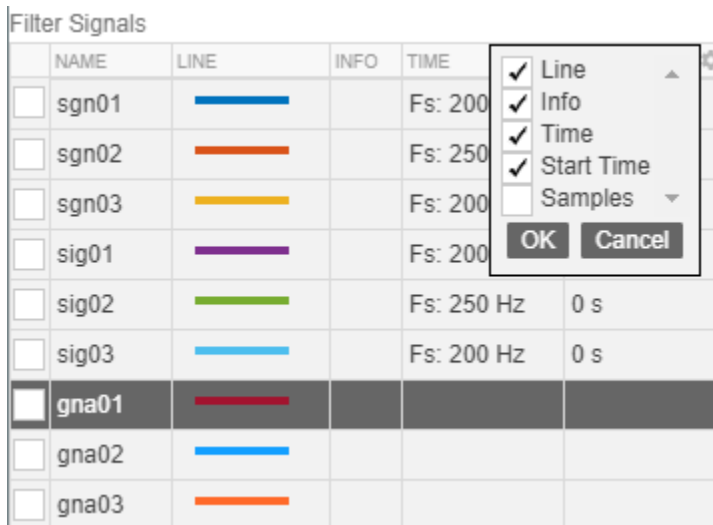 Filter Signals
NAME LINE INFO TIME
Line
Info
Time
Start Time
Samples
OK Cancel
sgn01 Fs: 200
sgn02 Fs: 250
sgn03 Fs: 200
sig01 Fs: 200
sig02 Fs: 250 Hz 0 s
sig03 Fs: 200 Hz 0 s
gna01
gna02
gna03